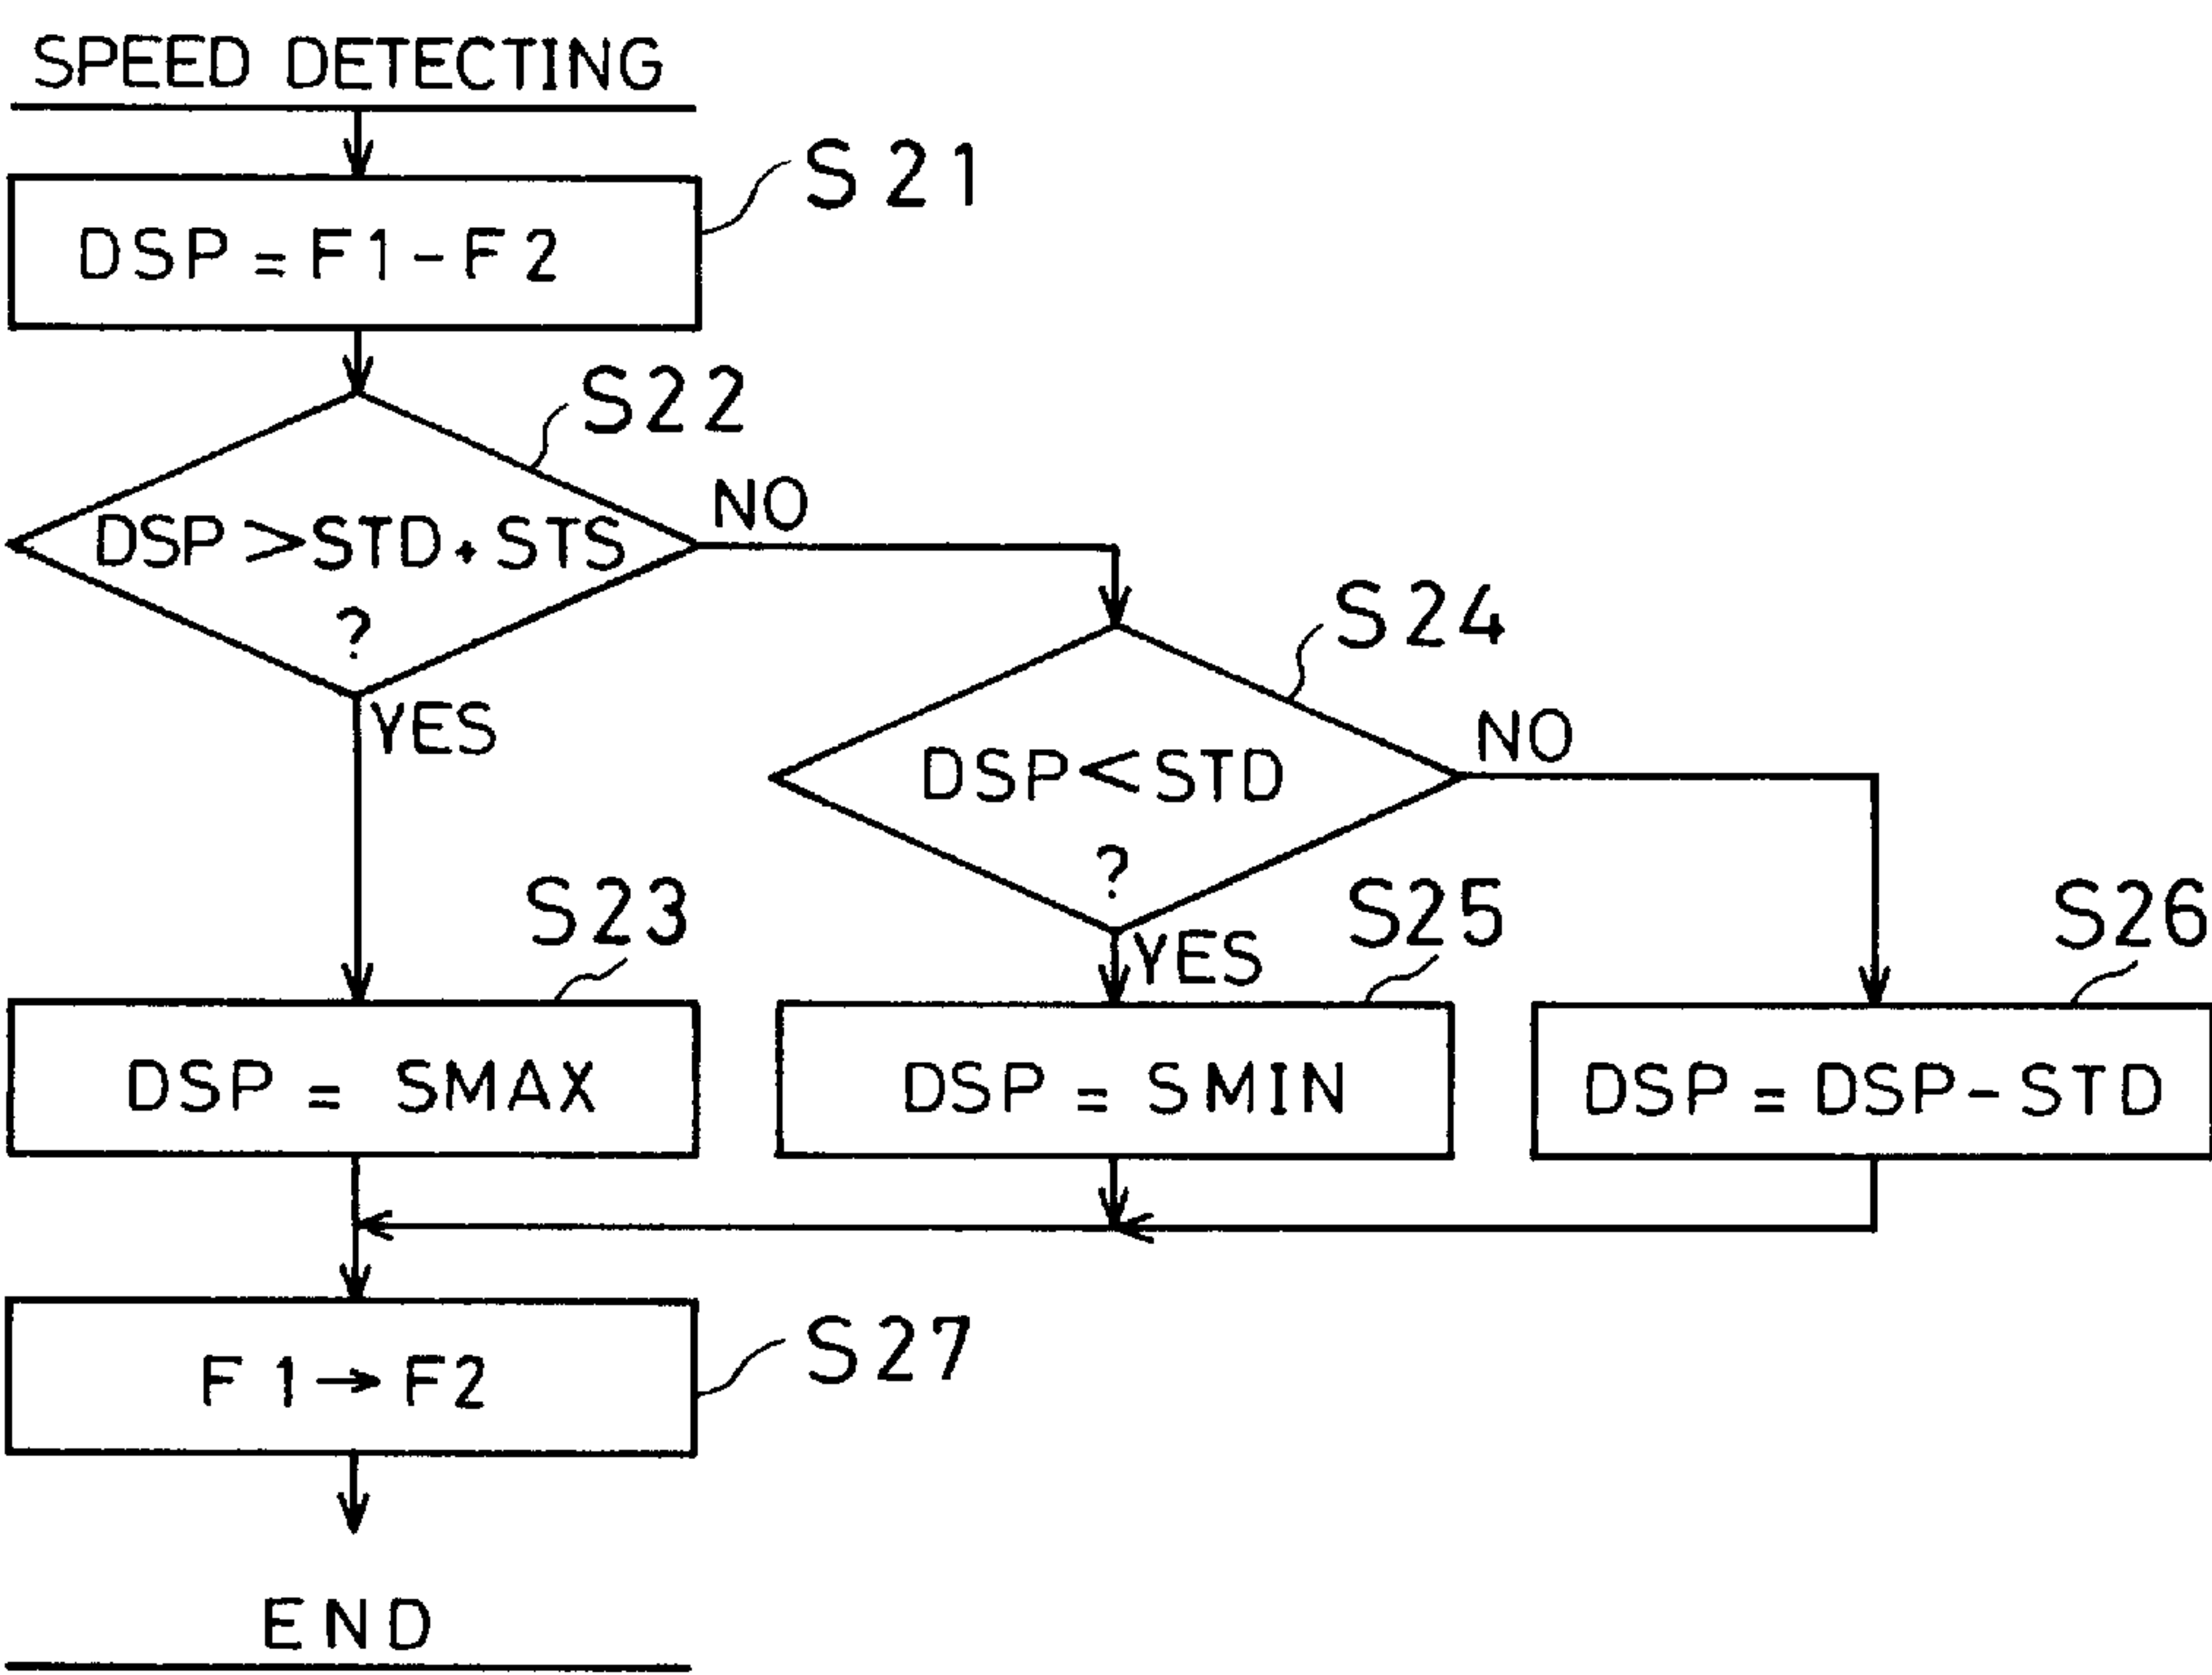 SPEED DETECTING
S21
DSP = F1 - F2
S22
NO
DSP > STD + STS
?
YES
S24
NO
DSP < STD
?
YES
S23
S25
S26
DSP = SMAX
DSP = SMIN
DSP = DSP - STD
S27
F1 → F2
END